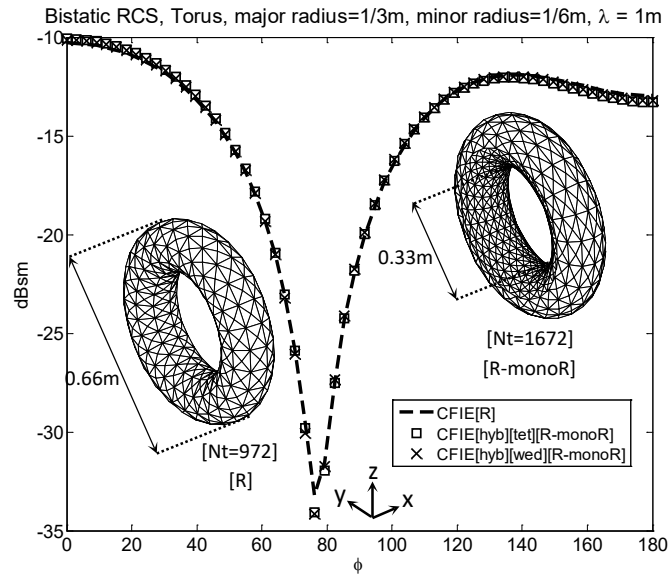 Bistatic RCS, Torus, major radius=1/3m, minor radius=1/6m, λ = 1m
-10
-15
-20
-25
-30
-35
dBsm
0.66m
[Nt=972]
[R]
0.33m
[Nt=1672]
[R-monoR]
CFIE[R]
CFIE[hyb][tet][R-monoR]
CFIE[hyb][wed][R-monoR]
z
y
x
0 20 40 60 80 100 120 140 160 180
ϕ